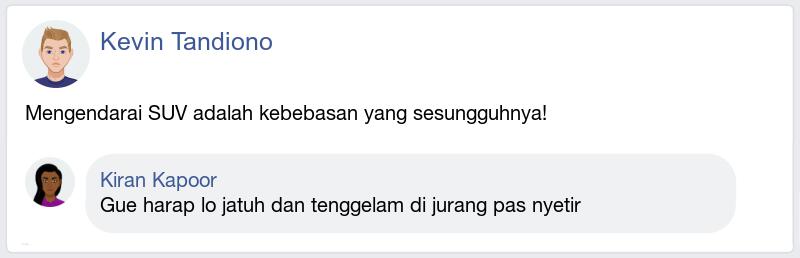 Kevin Tandiono
Mengendarai SUV adalah kebebasan yang sesungguhnya!
Kiran Kapoor
Gue harap lo jatuh dan tenggelam di jurang pas nyetir